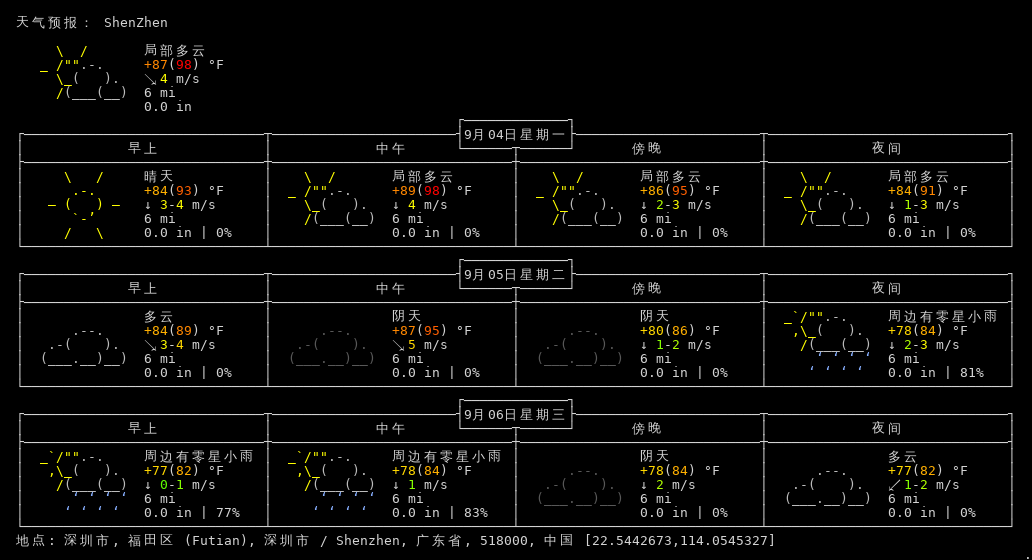 天气预报： ShenZhen
局部多云
+87(98) °F
↘ 4 m/s
6 mi
0.0 in
9月04日星期一
早上 中午 傍晚 夜间
晴天 局部多云 局部多云 局部多云
+84(93) °F +89(98) °F +86(95) °F +84(91) °F
↓ 3-4 m/s ↓ 4 m/s ↓ 2-3 m/s ↓ 1-3 m/s
6 mi 6 mi 6 mi 6 mi
0.0 in | 0% 0.0 in | 0% 0.0 in | 0% 0.0 in | 0%
9月05日星期二
早上 中午 傍晚 夜间
多云 阴天 阴天 周边有零星小雨
+84(89) °F +87(95) °F +80(86) °F +78(84) °F
↘ 3-4 m/s ↘ 5 m/s ↓ 1-2 m/s ↓ 2-3 m/s
6 mi 6 mi 6 mi 6 mi
0.0 in | 0% 0.0 in | 0% 0.0 in | 0% 0.0 in | 81%
9月06日星期三
早上 中午 傍晚 夜间
周边有零星小雨 周边有零星小雨 阴天 多云
+77(82) °F +78(84) °F +78(84) °F +77(82) °F
↓ 0-1 m/s ↓ 1 m/s ↓ 2 m/s ↙ 1-2 m/s
6 mi 6 mi 6 mi 6 mi
0.0 in | 77% 0.0 in | 83% 0.0 in | 0% 0.0 in | 0%
地点: 深圳市, 福田区 (Futian), 深圳市 / Shenzhen, 广东省, 518000, 中国 [22.5442673,114.0545327]